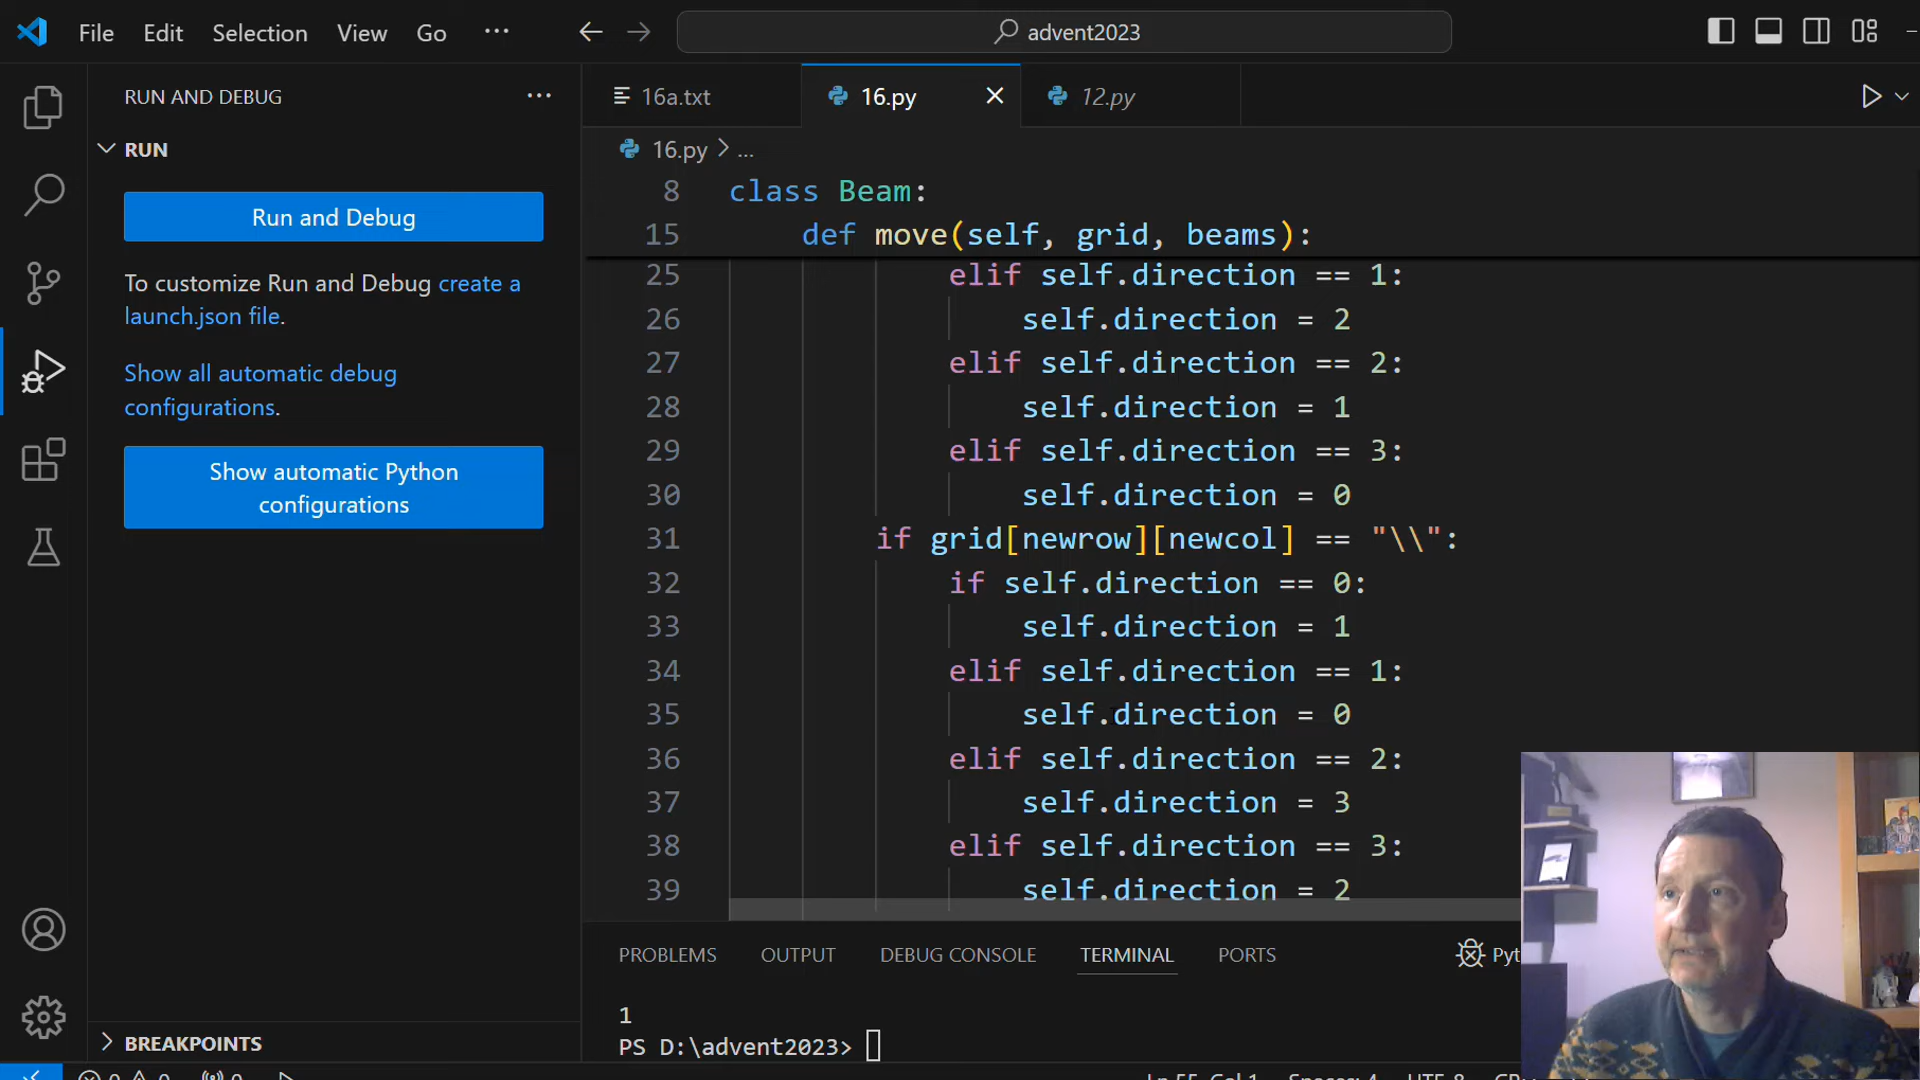 File Edit Selection View Go ...
advent2023
RUN AND DEBUG ...
RUN
Run and Debug
To customize Run and Debug create a
launch.json file.
Show all automatic debug
configurations.
Show automatic Python
configurations
BREAKPOINTS
16a.txt 16.py 12.py
16.py > ...
8 class Beam:
15 def move(self, grid, beams):
25 elif self.direction == 1:
26 self.direction = 2
27 elif self.direction == 2:
28 self.direction = 1
29 elif self.direction == 3:
30 self.direction = 0
31 if grid[newrow][newcol] == "\\":
32 if self.direction == 0:
33 self.direction = 1
34 elif self.direction == 1:
35 self.direction = 0
36 elif self.direction == 2:
37 self.direction = 3
38 elif self.direction == 3:
39 self.direction = 2
PROBLEMS OUTPUT DEBUG CONSOLE TERMINAL PORTS Pyt
1
PS D:\advent2023>